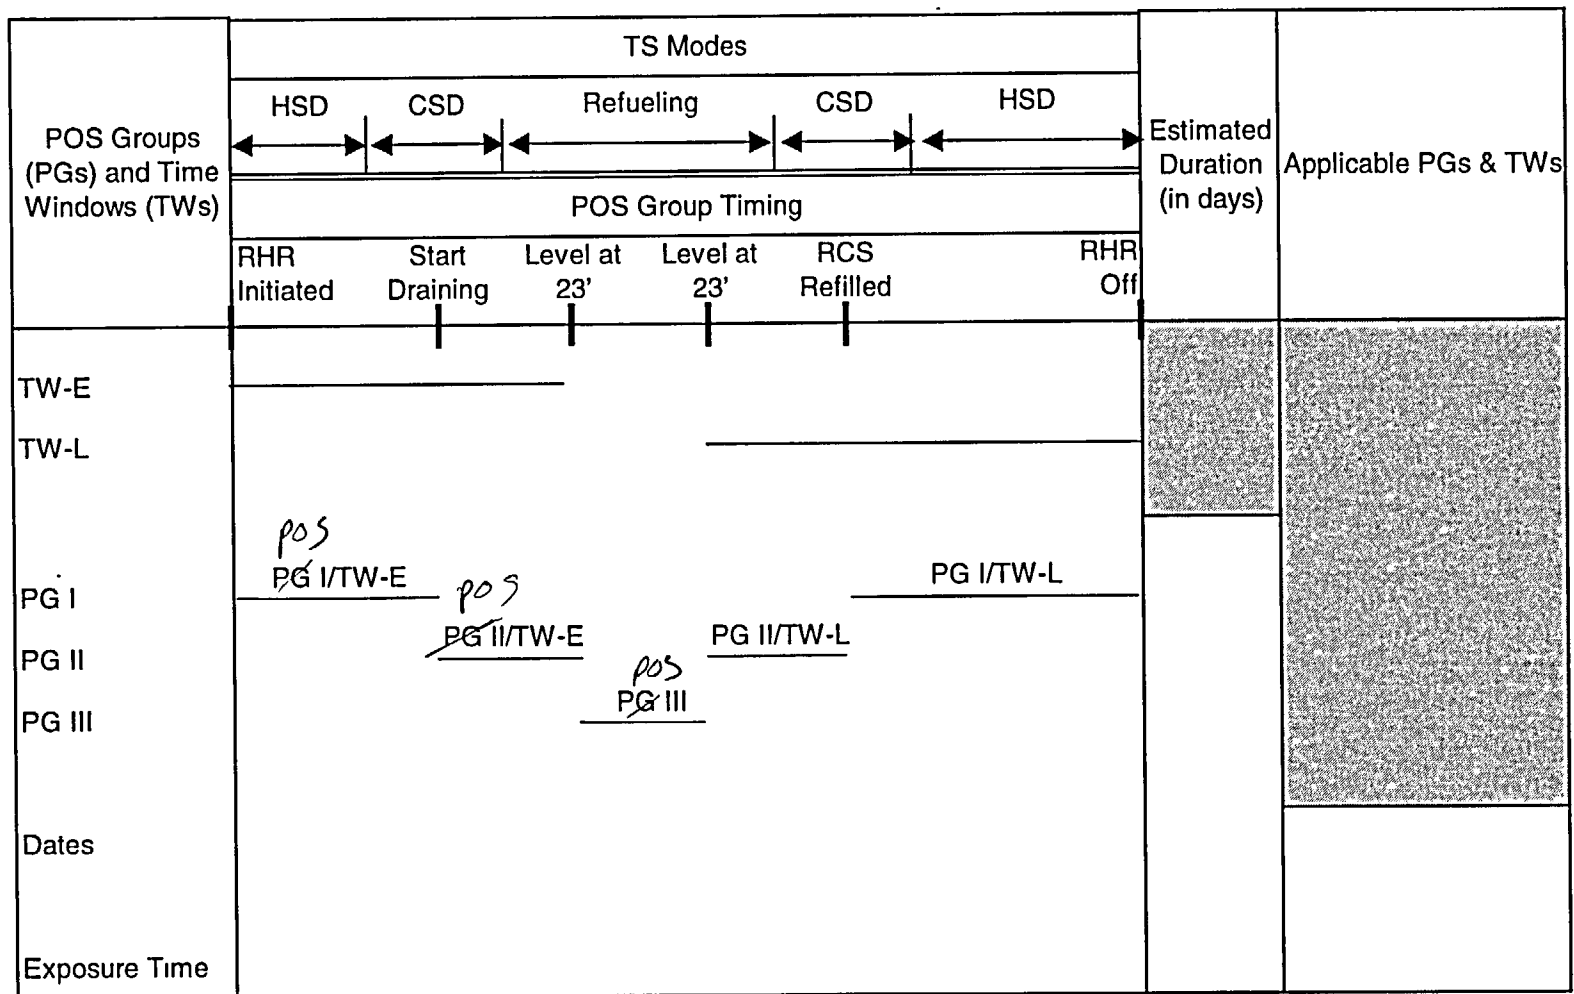 TS Modes
HSD CSD Refueling CSD HSD
POS Groups
(PGs) and Time
Windows (TWs)
Estimated
Duration
(in days)
Applicable PGs & TWs
POS Group Timing
RHR
Initiated
Start
Draining
Level at
23'
Level at
23'
RCS
Refilled
RHR
Off
TW-E
TW-L
pos
PG I/TW-E
PG I/TW-L
PG I
pos
PG II/TW-E
PG II/TW-L
PG II
pos
PG III
PG III
Dates
Exposure Time